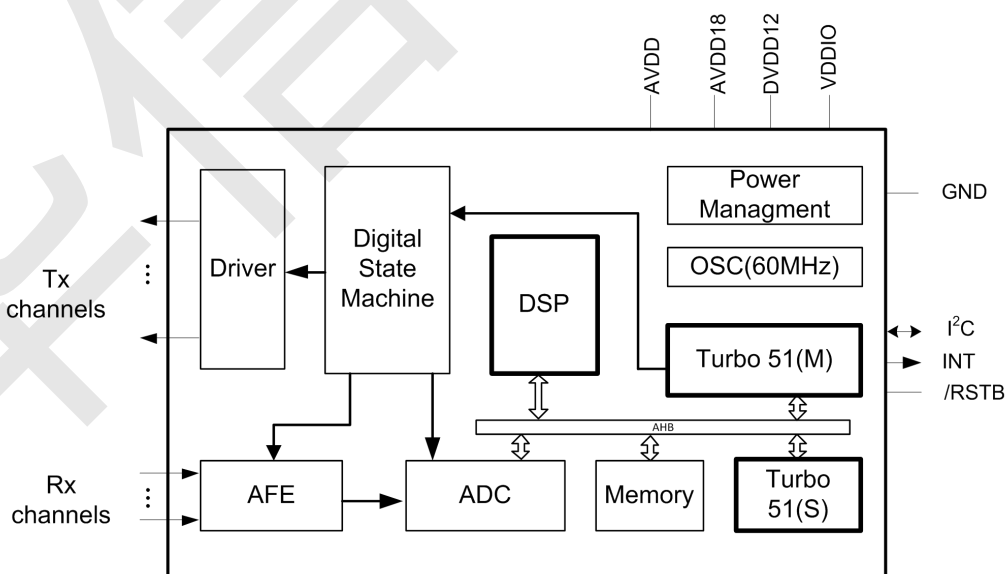 AVDD
AVDD18
DVDD12
VDDIO
Power
Managment
GND
Driver
Digital
State
Machine
DSP
OSC(60MHz)
Tx
channels
Turbo 51(M)
I²C
INT
/RSTB
AHB
Rx
channels
AFE
ADC
Memory
Turbo
51(S)